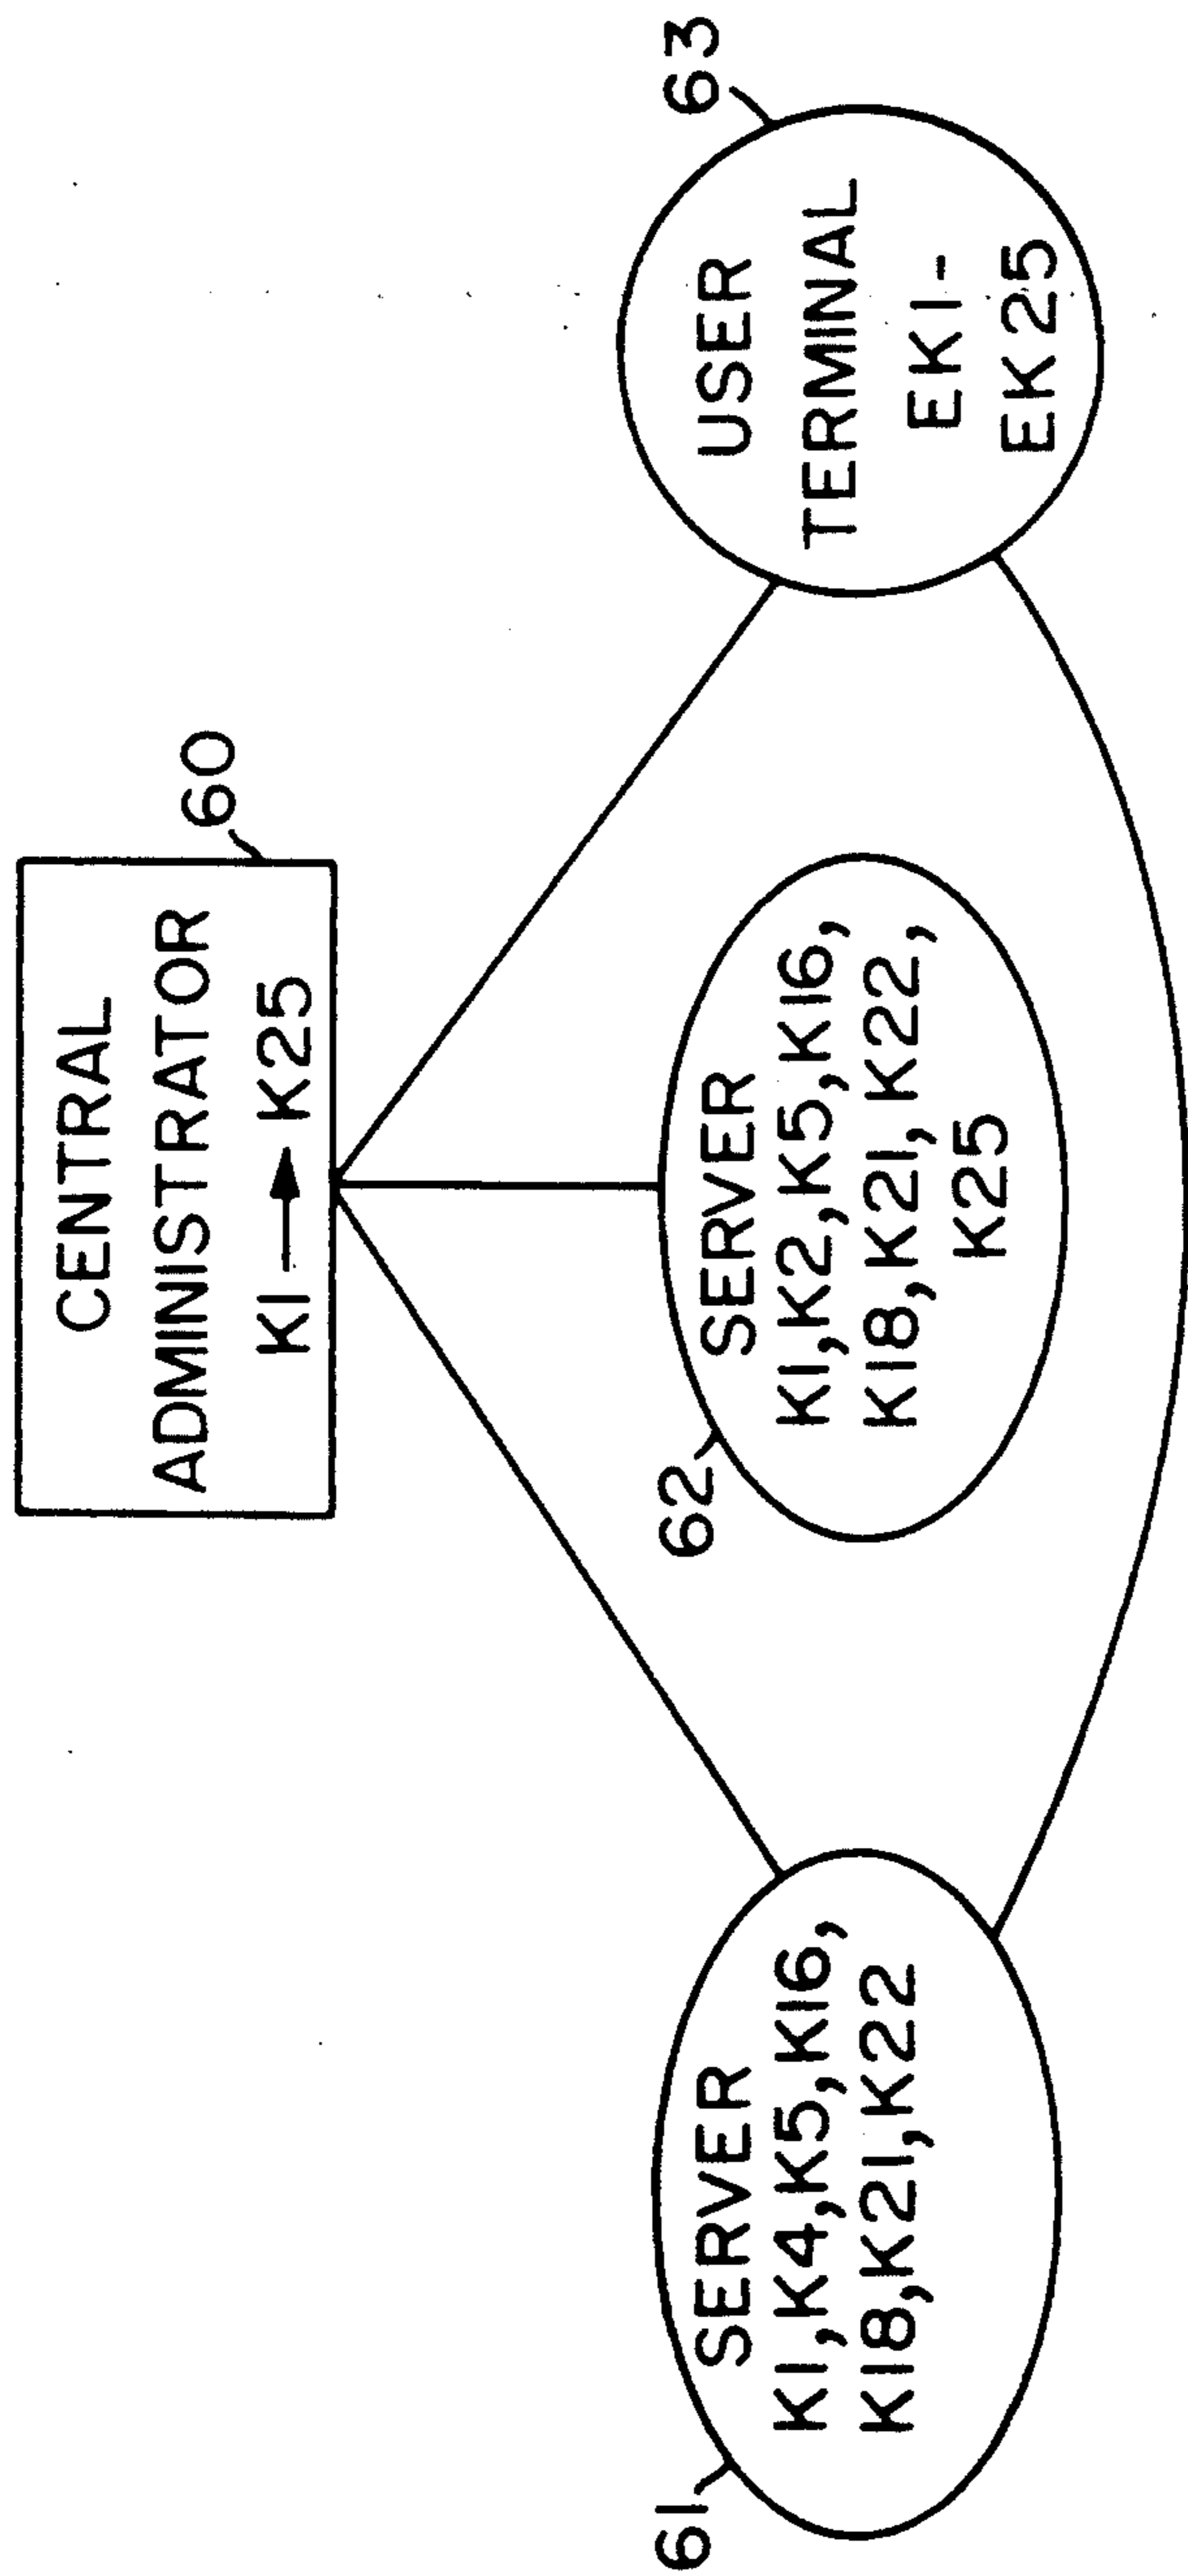 CENTRAL
ADMINISTRATOR
K1 → K25
60
61
SERVER
K1,K4,K5,K16,
K18,K21,K22
62
SERVER
K1,K2,K5,K16,
K18,K21,K22,
K25
63
USER
TERMINAL
EK1-
EK25